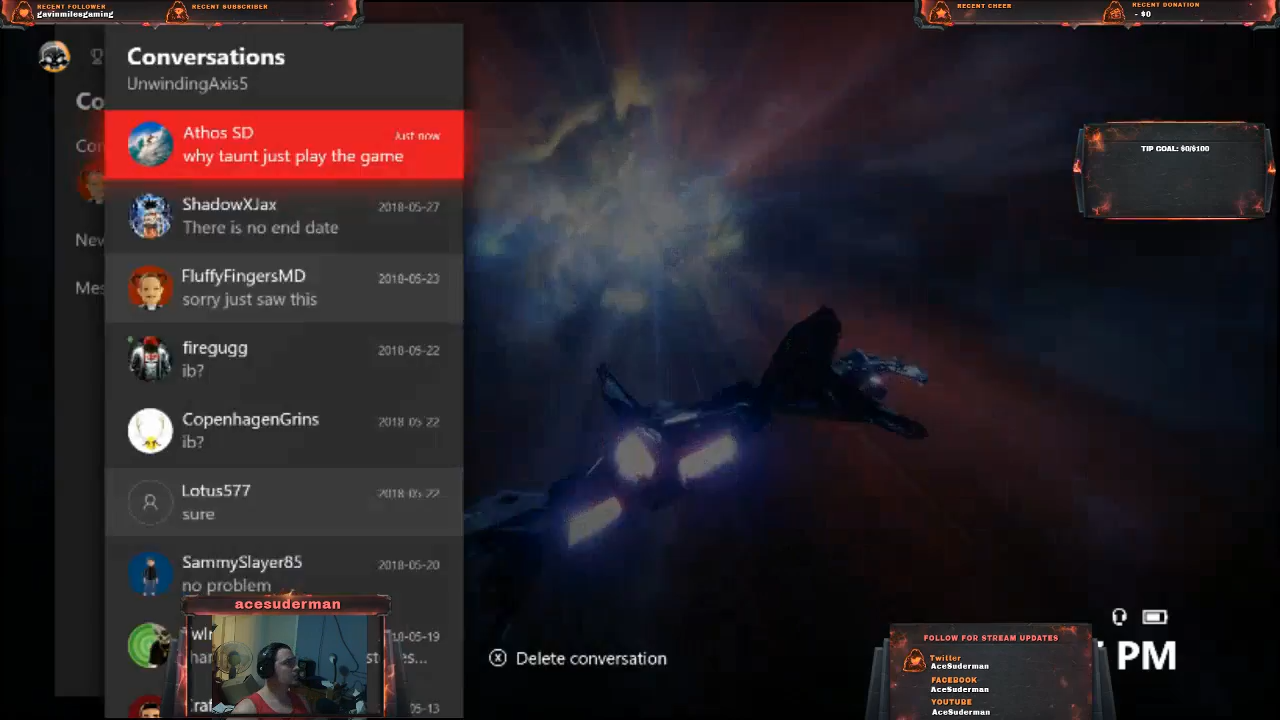 RECENT FOLLOWER
gavinmilesgaming
RECENT SUBSCRIBER
RECENT CHEER
RECENT DONATION
- $0
Conversations
UnwindingAxis5
Co
Con
New
Mes
Athos SD
Just now
why taunt just play the game
ShadowXJax
2018-05-27
There is no end date
FluffyFingersMD
2018-05-23
sorry just saw this
firegugg
2018-05-22
ib?
CopenhagenGrins
2018-05-22
ib?
Lotus577
2018-05-22
sure
SammySlayer85
2018-05-20
no problem
TIP GOAL: $0/$100
acesuderman
Delete conversation
PM
FOLLOW FOR STREAM UPDATES
Twitter
AceSuderman
FACEBOOK
AceSuderman
YOUTUBE
AceSuderman